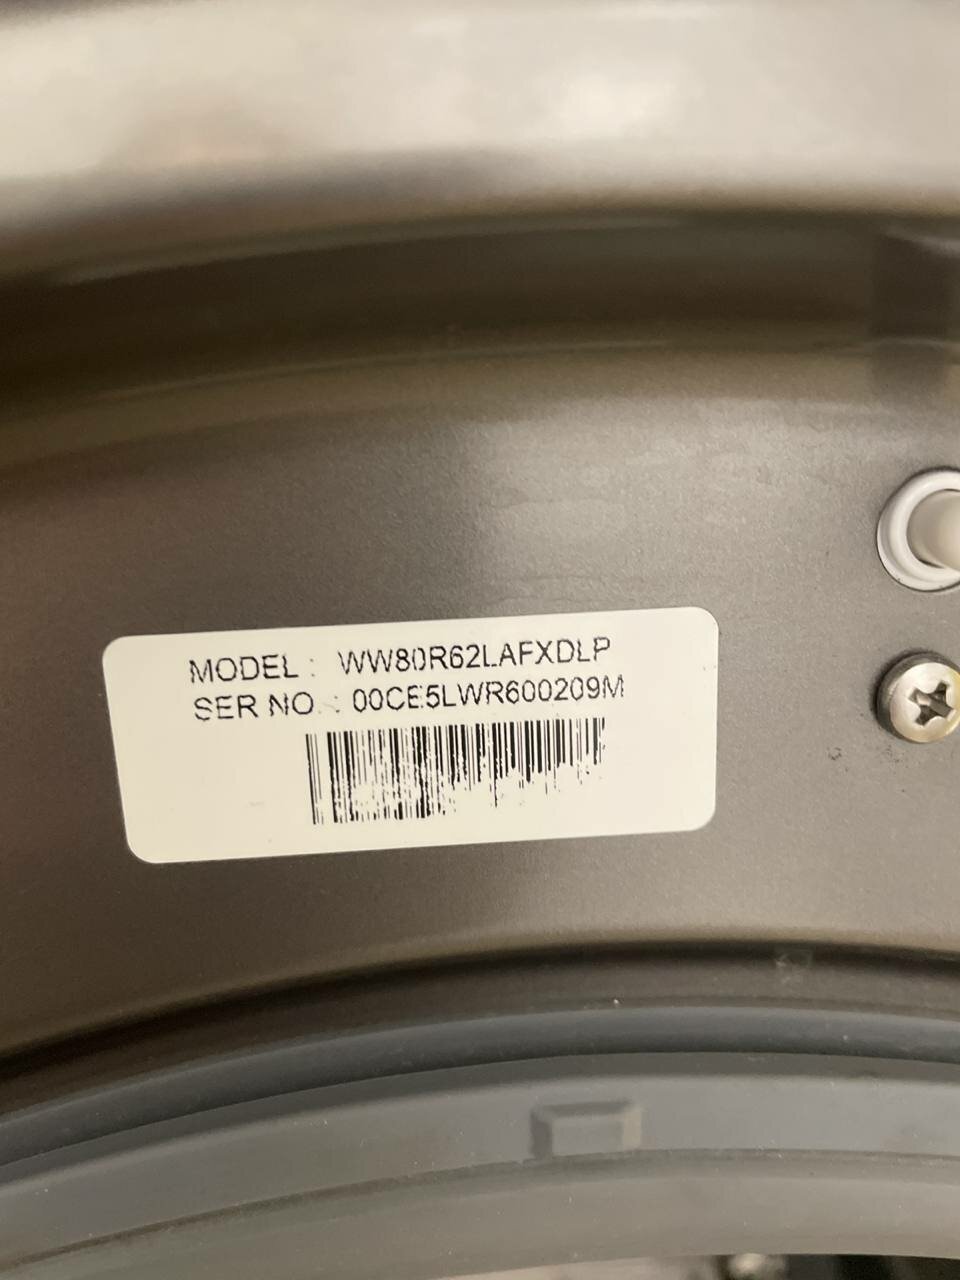 MODEL : WW80R62LAFXDLP
SER NO. : 00CE5LWR600209M